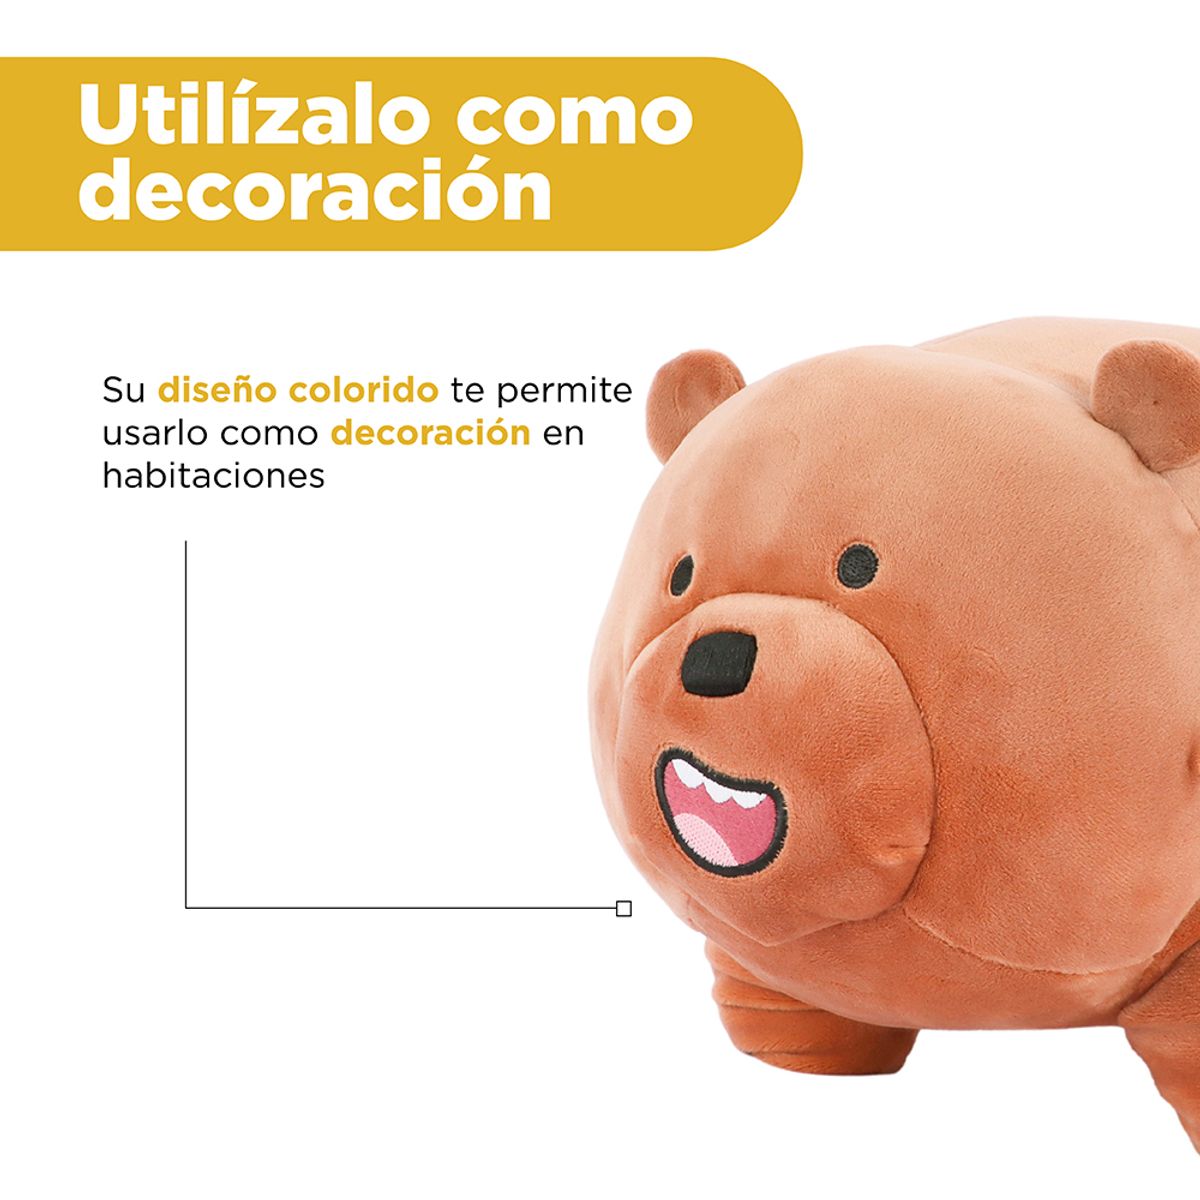 Utilízalo como
decoración
Su diseño colorido te permite
usarlo como decoración en
habitaciones